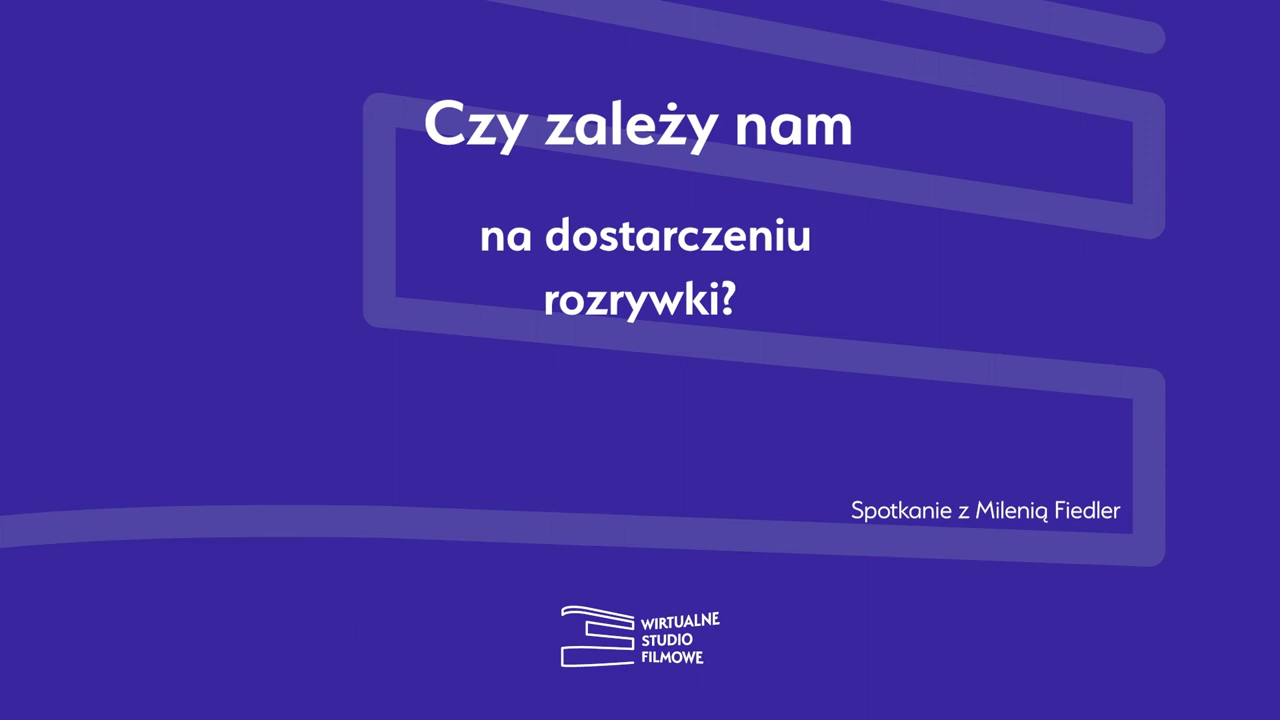 Czy zależy nam
na dostarczeniu
rozrywki?
Spotkanie z Milenią Fiedler
WIRTUALNE
STUDIO
FILMOWE